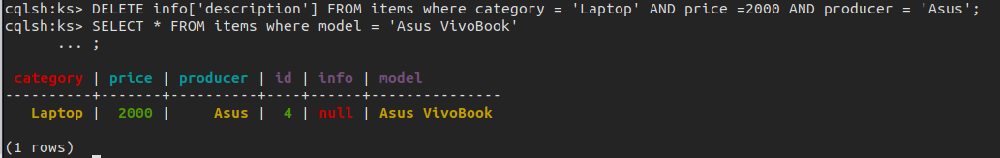 cqlsh:ks> DELETE info['description'] FROM items where category = 'Laptop' AND price =2000 AND producer = 'Asus';
cqlsh:ks> SELECT * FROM items where model = 'Asus VivoBook'
      ... ;
 category | price | producer | id | info | model
----------+-------+----------+----+------+---------------
   Laptop |  2000 |     Asus |  4 | null | Asus VivoBook
(1 rows)